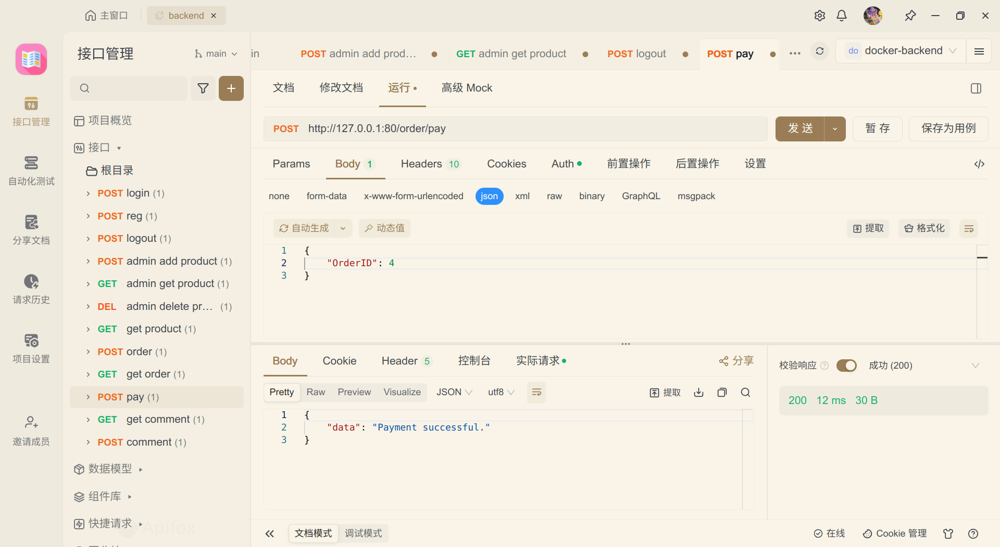 主窗口
backend
接口管理
main
in
POST admin add prod...
GET admin get product
POST logout
POST pay
do docker-backend
接口管理
自动化测试
分享文档
请求历史
项目设置
邀请成员
项目概览
接口
根目录
POST login (1)
POST reg (1)
POST logout (1)
POST admin add product (1)
GET admin get product (1)
DEL admin delete pr... (1)
GET get product (1)
POST order (1)
GET get order (1)
POST pay (1)
GET get comment (1)
POST comment (1)
数据模型
组件库
快捷请求
Apifox
文档 修改文档 运行 高级 Mock
POST http://127.0.0.1:80/order/pay
发 送
暂 存
保存为用例
Params Body 1 Headers 10 Cookies Auth 前置操作 后置操作 设置
none form-data x-www-form-urlencoded json xml raw binary GraphQL msgpack
自动生成 动态值 提取 格式化
1 {
2 "OrderID": 4
3 }
Body Cookie Header 5 控制台 实际请求 分享
Pretty Raw Preview Visualize JSON utf8 提取
1 {
2 "data": "Payment successful."
3 }
校验响应 成功 (200)
200 12 ms 30 B
文档模式 调试模式
在线 Cookie 管理